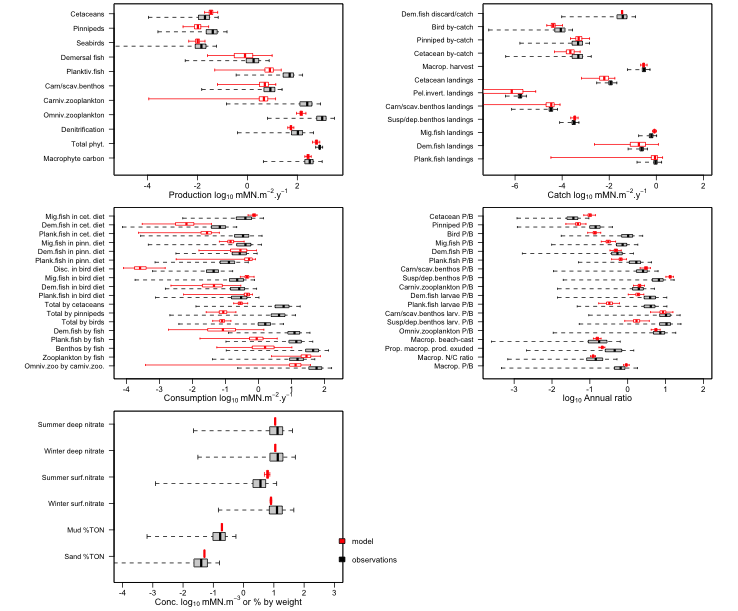 Cetaceans
Pinnipeds
Seabirds
Demersal fish
Planktiv.fish
Carn/scav.benthos
Carniv.zooplankton
Omniv.zooplankton
Denitrification
Total phyt.
Macrophyte carbon
-4 -2 0 2
Production log10 mMN.m−2.y−1
Dem.fish discard/catch
Bird by-catch
Pinniped by-catch
Cetacean by-catch
Macrop. harvest
Cetacean landings
Pel.invert. landings
Carn/scav.benthos landings
Susp/dep.benthos landings
Mig.fish landings
Dem.fish landings
Plank.fish landings
-6 -4 -2 0 2
Catch log10 mMN.m−2.y−1
Mig.fish in cet. diet
Dem.fish in cet. diet
Plank.fish in cet. diet
Mig.fish in pinn. diet
Dem.fish in pinn. diet
Plank.fish in pinn. diet
Disc. in bird diet
Mig.fish in bird diet
Dem.fish in bird diet
Plank.fish in bird diet
Total by cetaceans
Total by pinnipeds
Total by birds
Dem.fish by fish
Plank.fish by fish
Benthos by fish
Zooplankton by fish
Omniv.zoo by carniv.zoo.
-4 -3 -2 -1 0 1 2
Consumption log10 mMN.m−2.y−1
Cetacean P/B
Pinniped P/B
Bird P/B
Mig.fish P/B
Dem.fish P/B
Plank.fish P/B
Carn/scav.benthos P/B
Susp/dep.benthos P/B
Carniv.zooplankton P/B
Dem.fish larvae P/B
Plank.fish larvae P/B
Carn/scav.benthos larv. P/B
Susp/dep.benthos larv. P/B
Omniv.zooplankton P/B
Macrop. beach-cast
Prop. macrop. prod. exuded
Macrop. N/C ratio
Macrop. P/B
-3 -2 -1 0 1 2
log10 Annual ratio
Summer deep nitrate
Winter deep nitrate
Summer surf.nitrate
Winter surf.nitrate
Mud %TON
Sand %TON
-4 -3 -2 -1 0 1 2 3
Conc. log10 mMN.m−3 or % by weight
model
observations